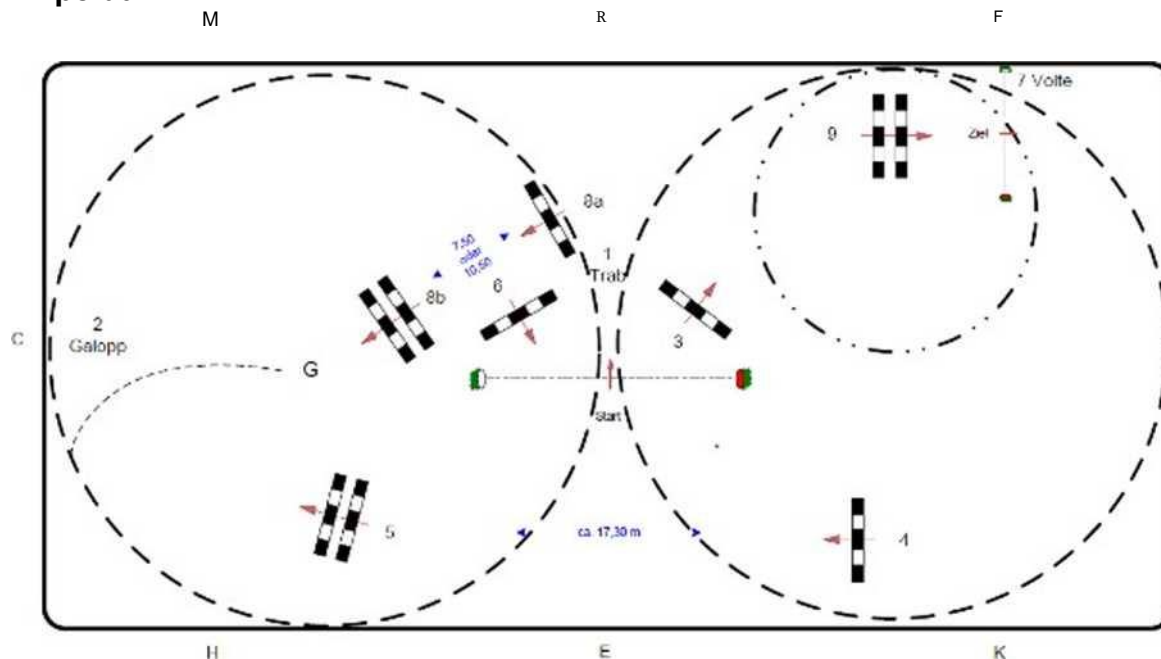 M
R
F
7 Volte
9
Ziel
8a
7,50
oder
10,50
1
Trab
6
8b
3
2
Galopp
C
G
Start
5
ca. 17,30 m
4
H
E
K